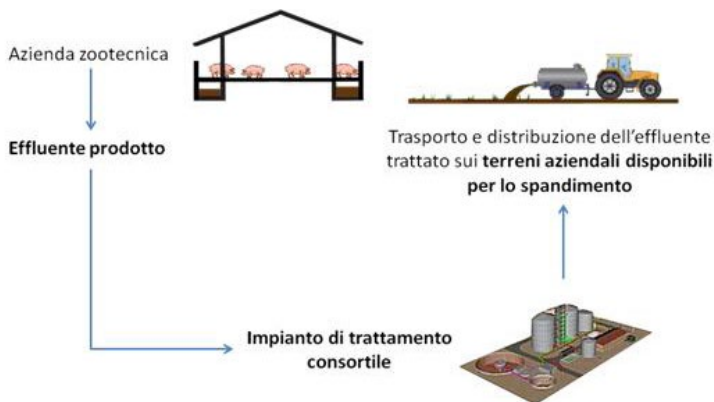 Azienda zootecnica
Effluente prodotto
Trasporto e distribuzione dell'effluente
trattato sui terreni aziendali disponibili
per lo spandimento
Impianto di trattamento
consortile